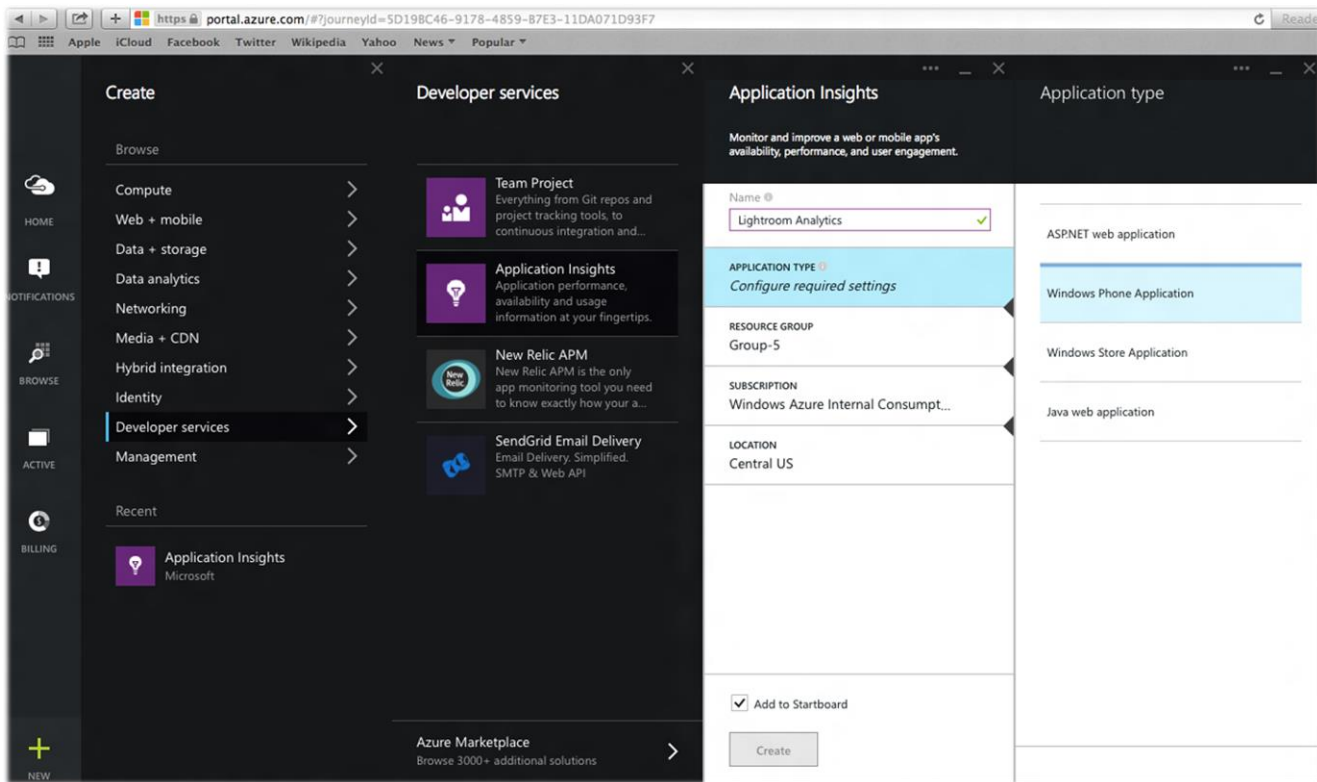 https portal.azure.com/#?journeyId=5D19BC46-9178-4859-B7E3-11DA071D93F7
Reade
Apple iCloud Facebook Twitter Wikipedia Yahoo News Popular
HOME
NOTIFICATIONS
BROWSE
ACTIVE
BILLING
NEW
Create
Browse
Compute
Web + mobile
Data + storage
Data analytics
Networking
Media + CDN
Hybrid integration
Identity
Developer services
Management
Recent
Application Insights
Microsoft
Developer services
Team Project
Everything from Git repos and
project tracking tools, to
continuous integration and...
Application Insights
Application performance,
availability and usage
information at your fingertips.
New Relic
New Relic APM
New Relic APM is the only
app monitoring tool you need
to know exactly how your a...
SendGrid Email Delivery
Email Delivery. Simplified.
SMTP & Web API
Azure Marketplace
Browse 3000+ additional solutions
Application Insights
Monitor and improve a web or mobile app's
availability, performance, and user engagement.
Name
Lightroom Analytics
APPLICATION TYPE
Configure required settings
RESOURCE GROUP
Group-5
SUBSCRIPTION
Windows Azure Internal Consumpt...
LOCATION
Central US
Add to Startboard
Create
Application type
ASP.NET web application
Windows Phone Application
Windows Store Application
Java web application